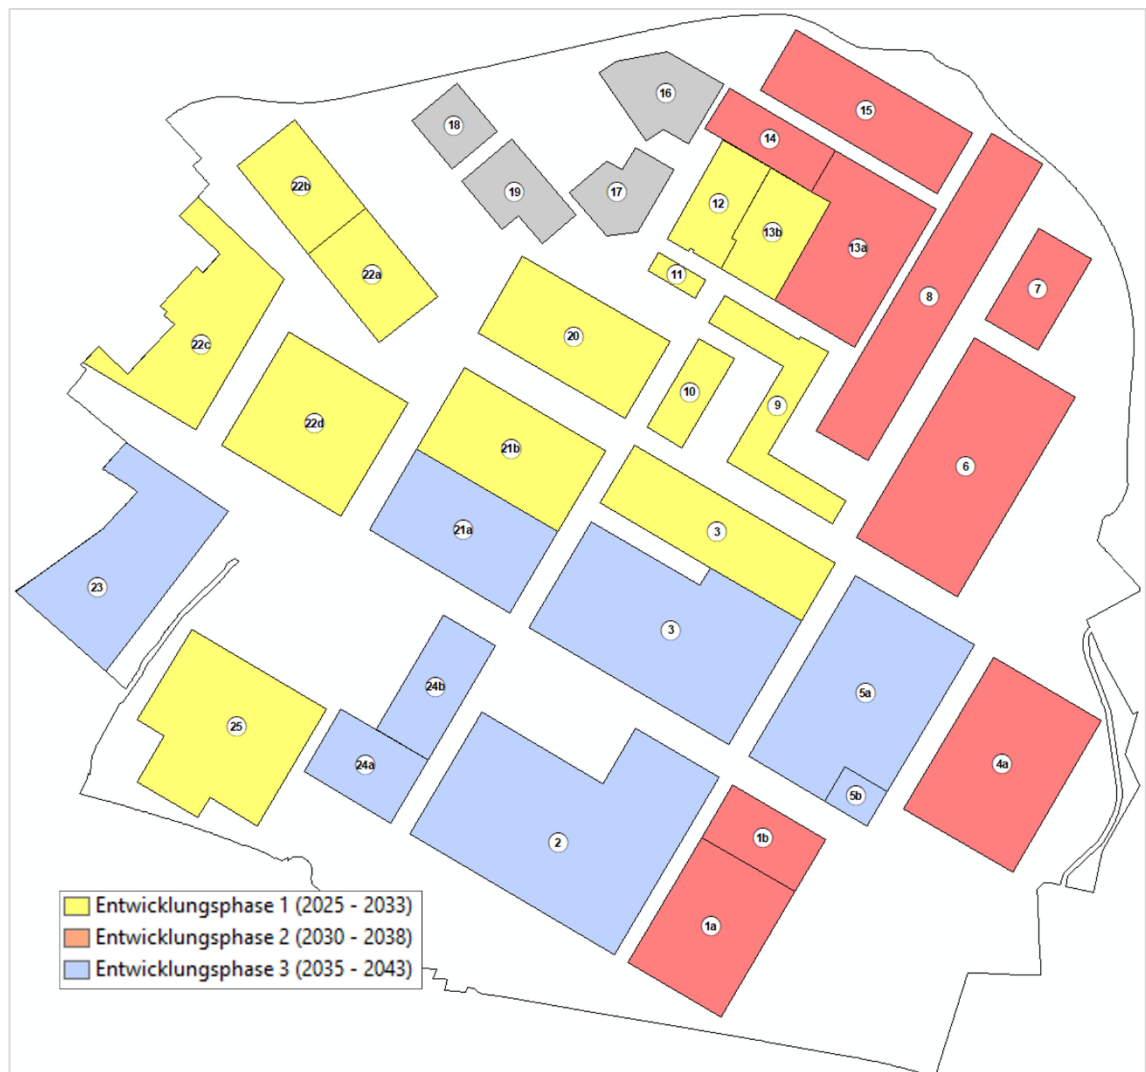 16
18
15
14
22b
19
17
12
13b
13a
11
22a
7
8
20
22c
10
9
22d
21b
6
21a
3
23
3
24b
5a
25
24a
4a
5b
1b
2
1a
Entwicklungsphase 1 (2025 - 2033)
Entwicklungsphase 2 (2030 - 2038)
Entwicklungsphase 3 (2035 - 2043)